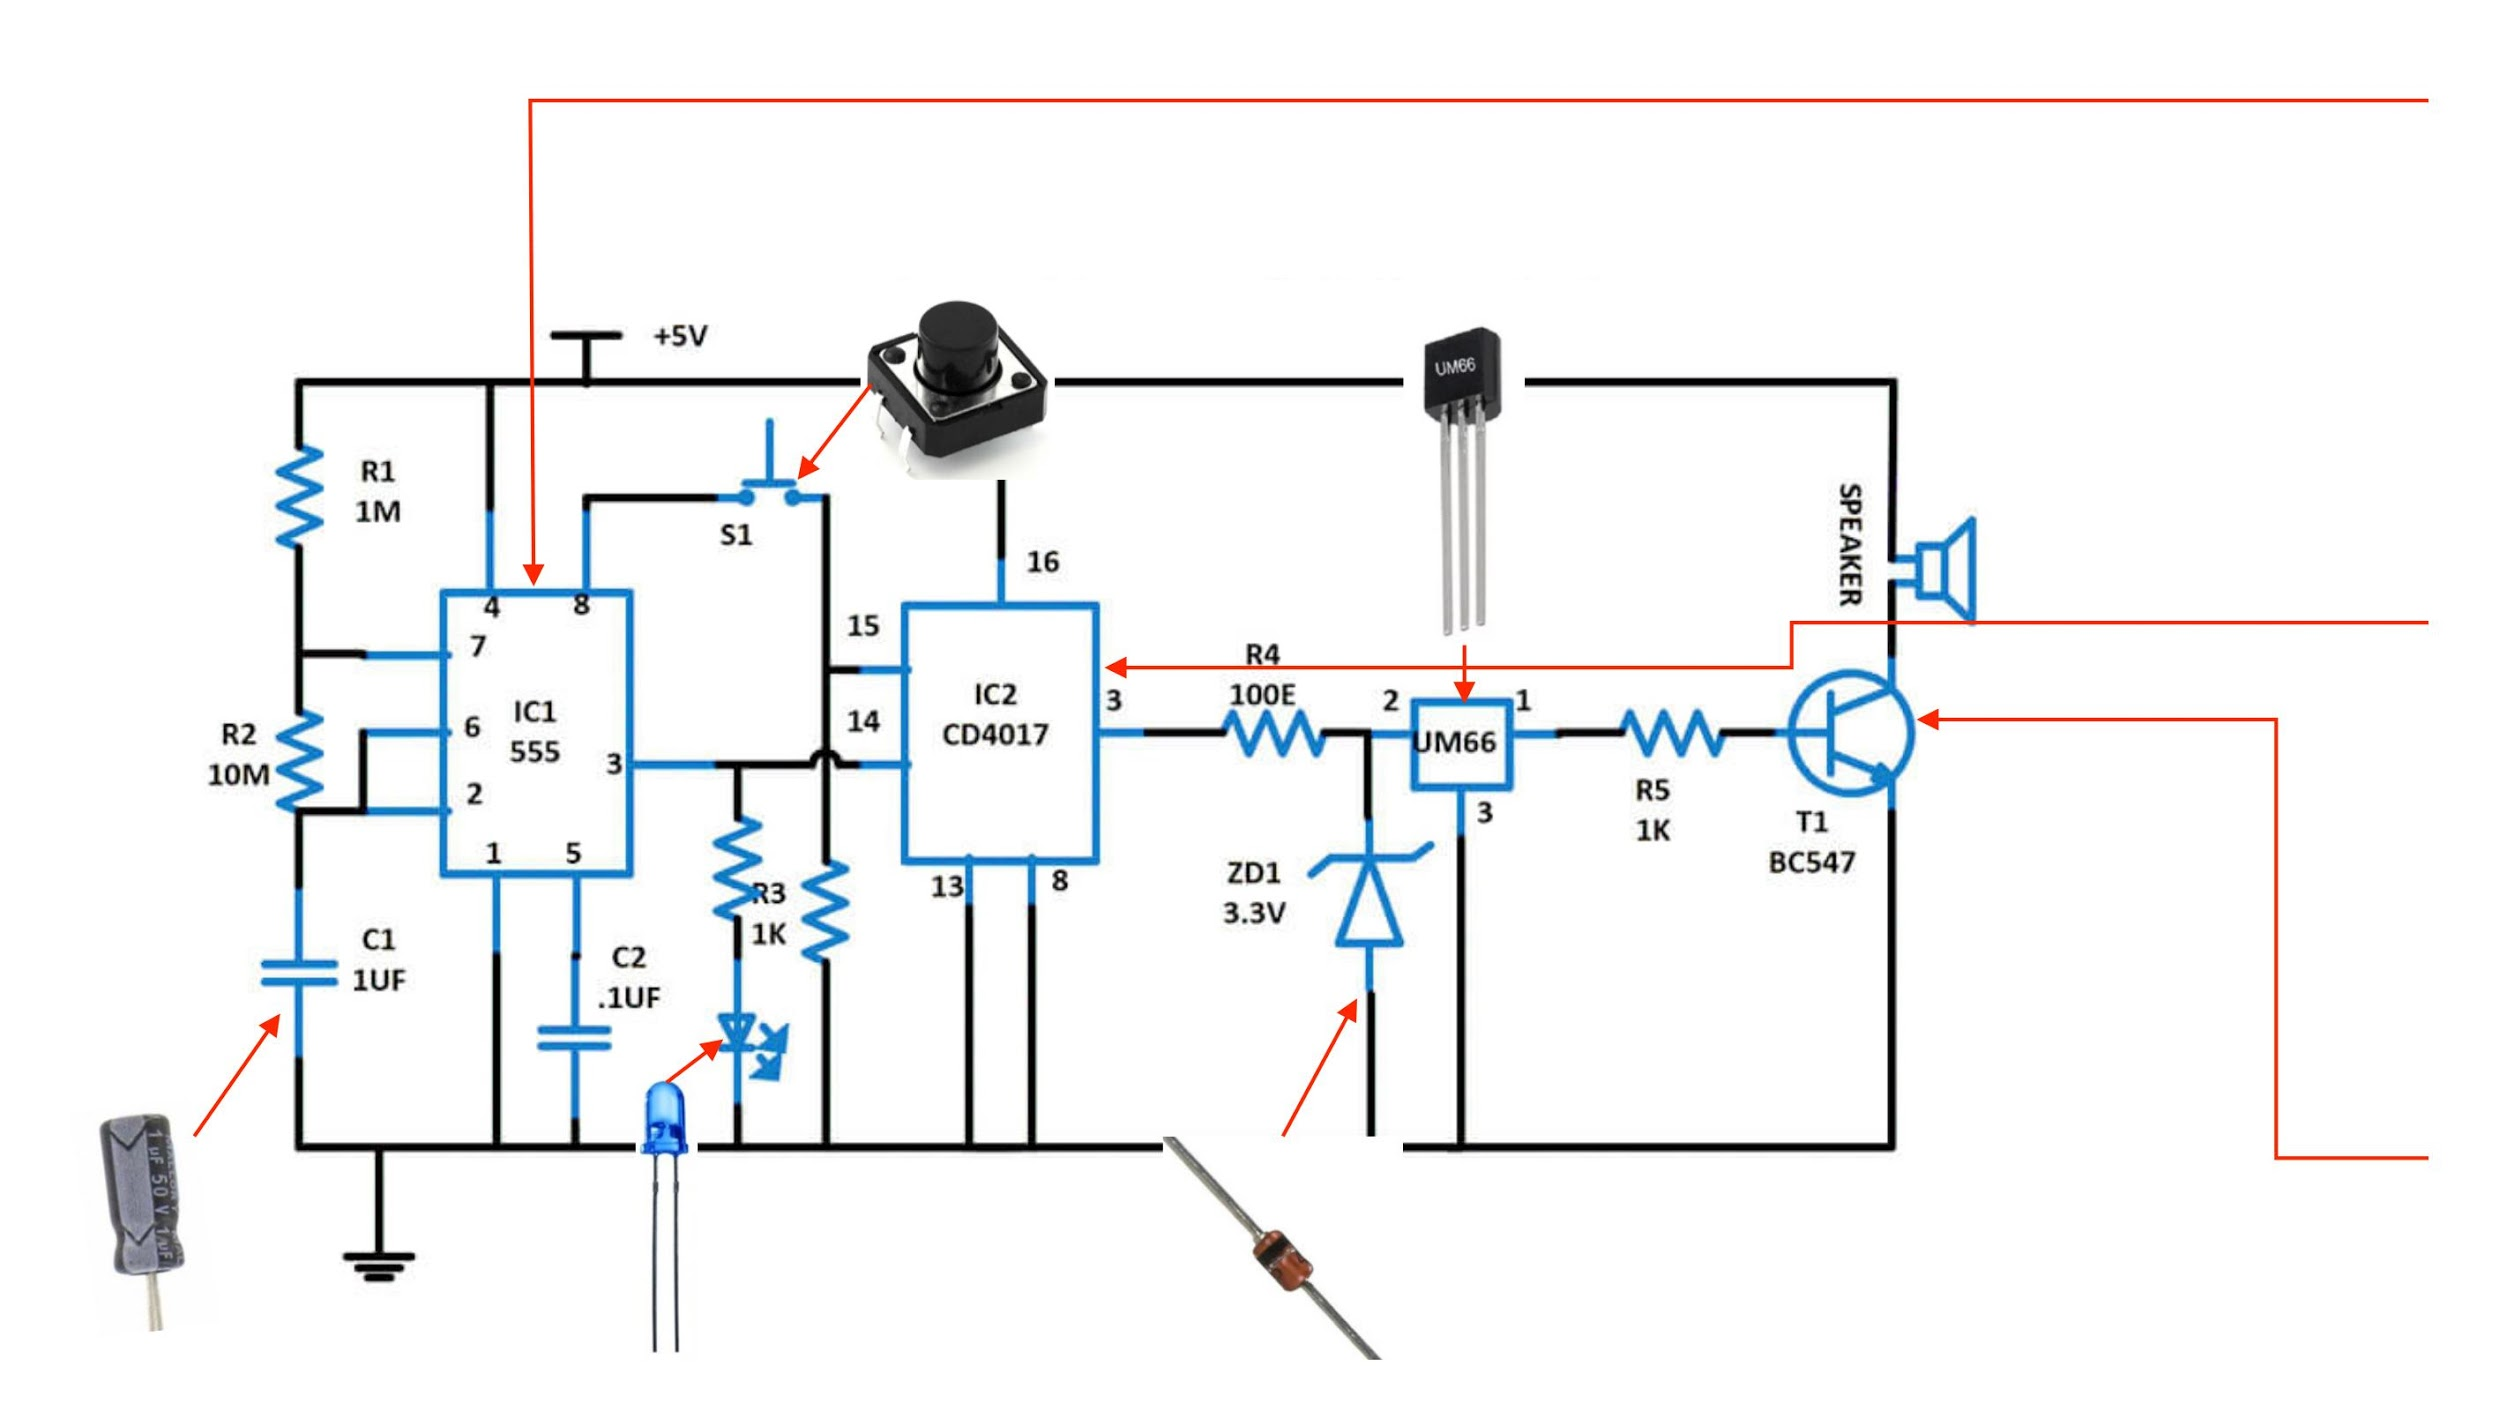 +5V
UM66
R1
1M
S1
SPEAKER
16
4
8
15
7
R4
100E
IC2
CD4017
3
2
1
IC1
555
6
14
R2
10M
UM66
3
2
R5
1K
3
T1
BC547
1
5
13
8
ZD1
3.3V
R3
1K
C1
1UF
C2
.1UF
1 uF 50 V 1 uF